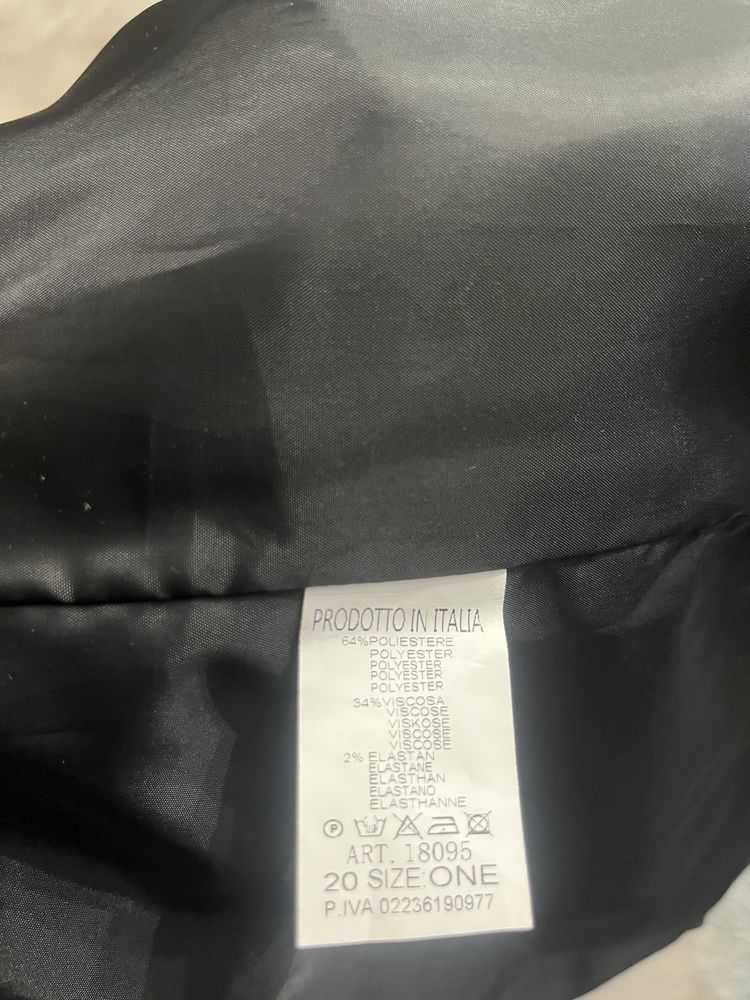 PRODOTTO IN ITALIA
64%POLIESTERE
POLYESTER
POLYESTER
POLYESTER
POLYESTER
34%VISCOSA
VISCOSE
VISKOSE
VISCOSE
VISCOSE
2% ELASTAN
ELASTANE
ELASTHAN
ELASTANO
ELASTHANNE
P
ART. 18095
20 SIZE:ONE
P.IVA 02236190977